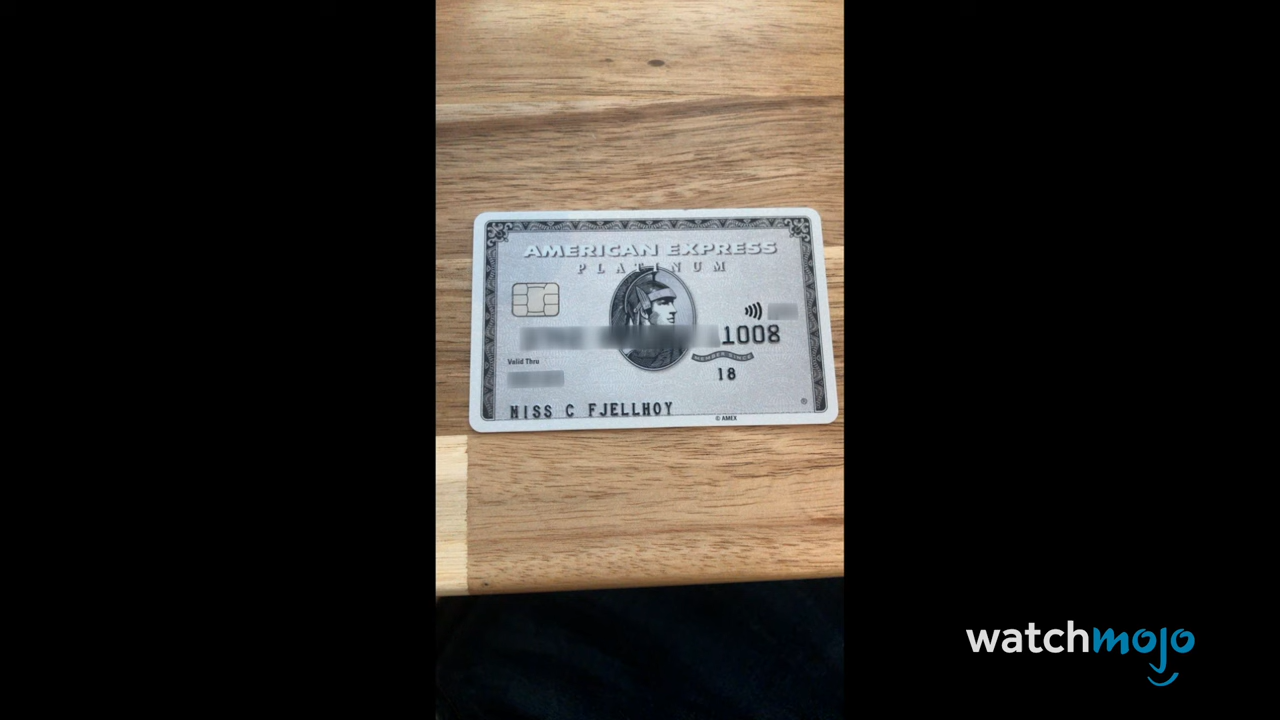 AMERICAN EXPRESS
PLATINUM
1008
Valid Thru
MEMBER SINCE
18
MISS C FJELLHOY
© AMEX
®
watchmojo